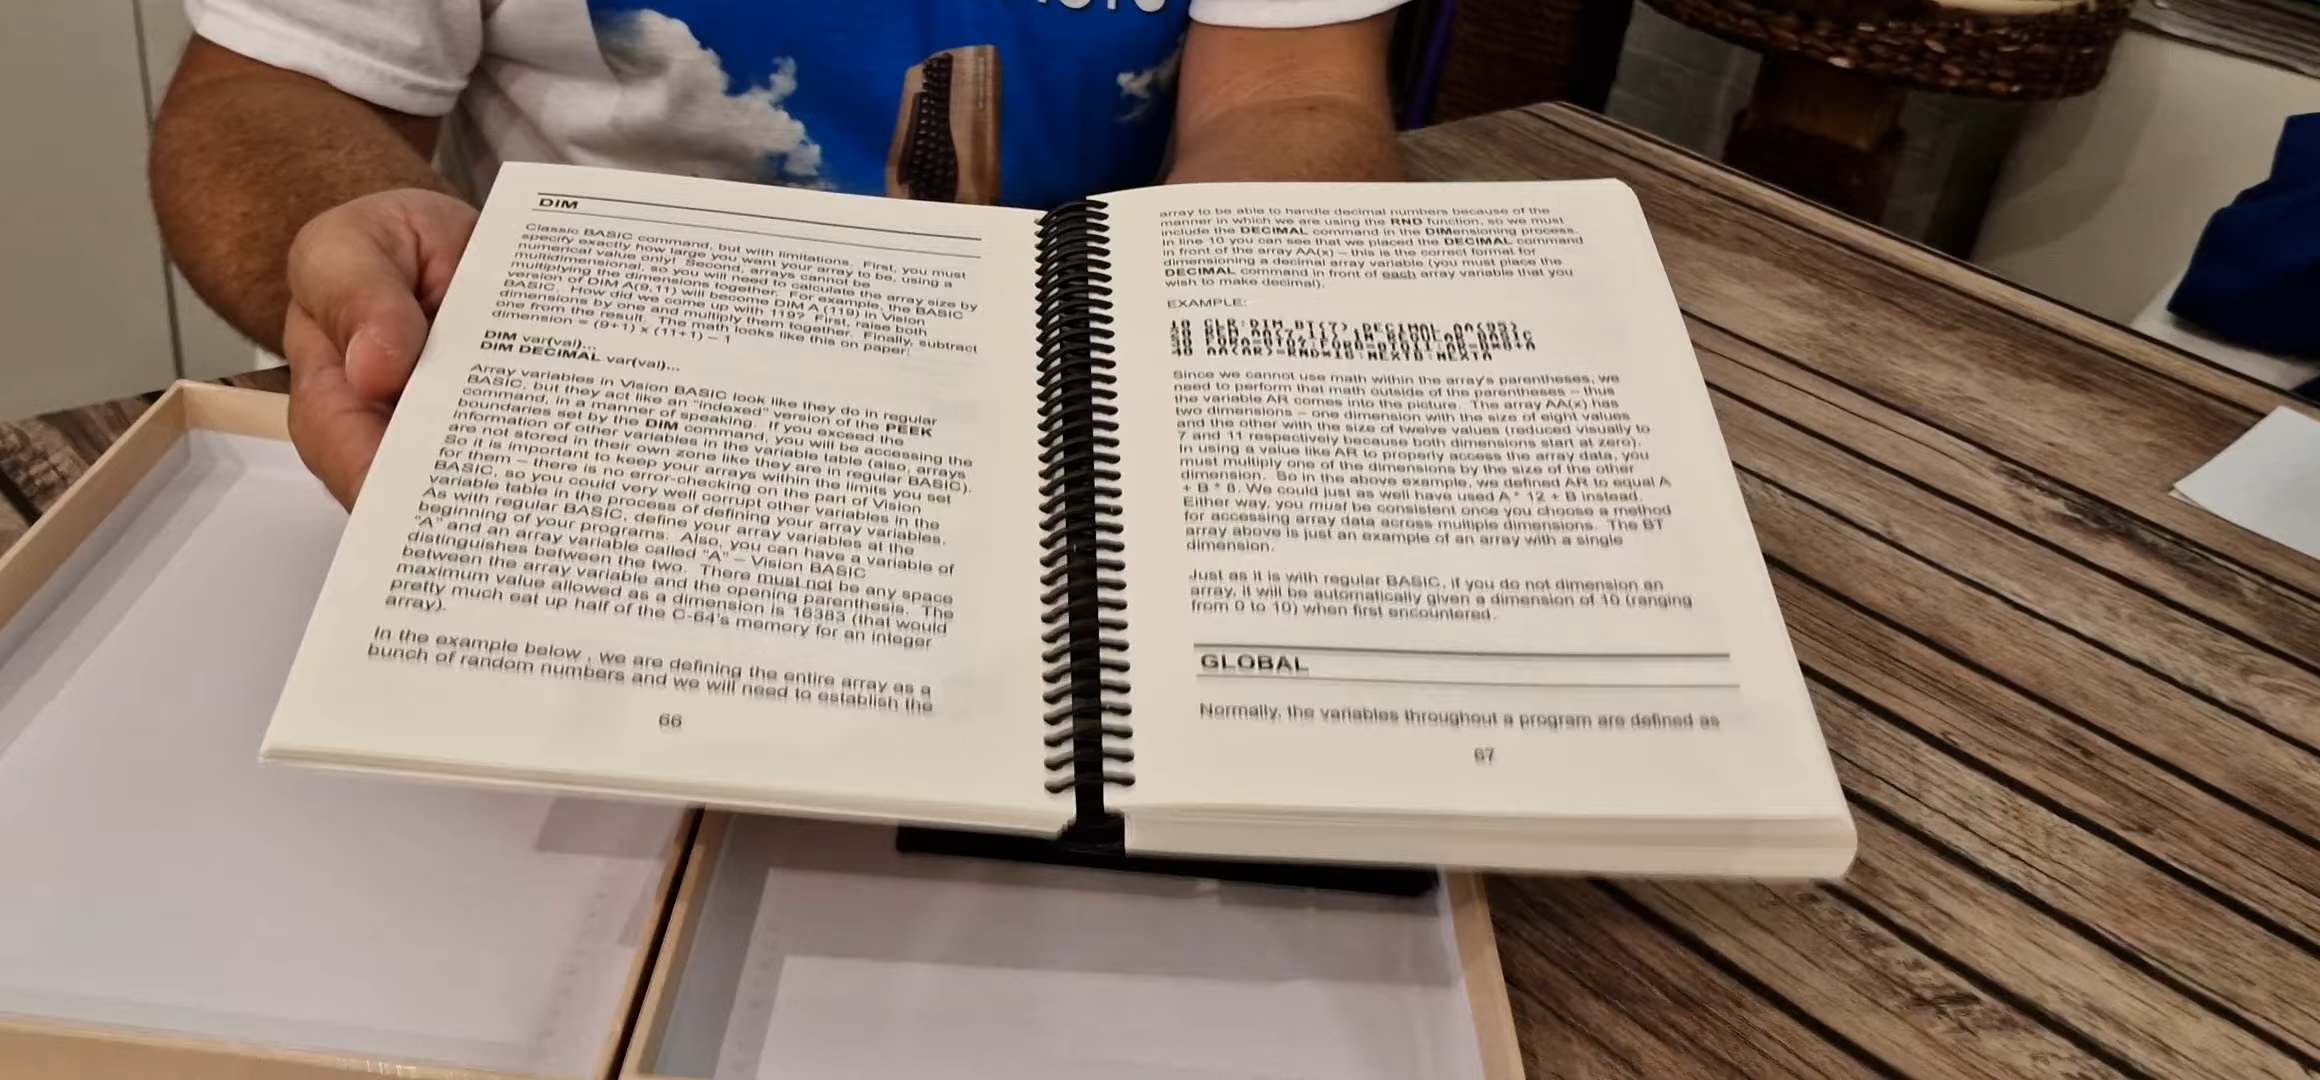 DIM
Classic BASIC command, but with limitations. First, you must
specify exactly how large you want your array to be, using a
numerical value only! Second, arrays cannot be
multidimensional, so you will need to calculate the array size by
multiplying the dimensions together. For example, the BASIC
version of DIM A(9,11) will become DIM A (119) in Vision
BASIC. How did we come up with 119? First, raise both
dimensions by one and multiply them together. Finally, subtract
one from the result. The math looks like this on paper:
dimension = (9+1) x (11+1) – 1
DIM var(val)...
DIM DECIMAL var(val)...
Array variables in Vision BASIC look like they do in regular
BASIC, but they act like an "indexed" version of the PEEK
command, in a manner of speaking. If you exceed the
boundaries set by the DIM command, you will be accessing the
information of other variables in the variable table (also, arrays
are not stored in their own zone like they are in regular BASIC).
So it is important to keep your arrays within the limits you set
for them – there is no error-checking on the part of Vision
BASIC, so you could very well corrupt other variables in the
variable table in the process of defining your array variables.
As with regular BASIC, define your array variables at the
beginning of your programs. Also, you can have a variable of
"A" and an array variable called "A" – Vision BASIC
distinguishes between the two. There must not be any space
between the array variable and the opening parenthesis. The
maximum value allowed as a dimension is 16383 (that would
pretty much eat up half of the C-64's memory for an integer
array).
In the example below , we are defining the entire array as a
bunch of random numbers and we will need to establish the
66
array to be able to handle decimal numbers because of the
manner in which we are using the RND function, so we must
include the DECIMAL command in the DIMensioning process.
In line 10 you can see that we placed the DECIMAL command
in front of the array AA(x) – this is the correct format for
dimensioning a decimal array variable (you must place the
DECIMAL command in front of each array variable that you
wish to make decimal).
EXAMPLE:
10 CLR:DIM BT(7),DECIMAL AA(95)
20 REM AA(7,11) IN REGULAR BASIC
40 AA(AR)=RND*16:NEXTB:NEXTA
Since we cannot use math within the array's parentheses, we
need to perform that math outside of the parentheses – thus
the variable AR comes into the picture. The array AA(x) has
two dimensions – one dimension with the size of eight values
and the other with the size of twelve values (reduced visually to
7 and 11 respectively because both dimensions start at zero).
In using a value like AR to properly access the array data, you
must multiply one of the dimensions by the size of the other
dimension. So in the above example, we defined AR to equal A
+ B * 8. We could just as well have used A * 12 + B instead.
Either way, you must be consistent once you choose a method
for accessing array data across multiple dimensions. The BT
array above is just an example of an array with a single
dimension.
Just as it is with regular BASIC, if you do not dimension an
array, it will be automatically given a dimension of 10 (ranging
from 0 to 10) when first encountered.
GLOBAL
Normally, the variables throughout a program are defined as
67